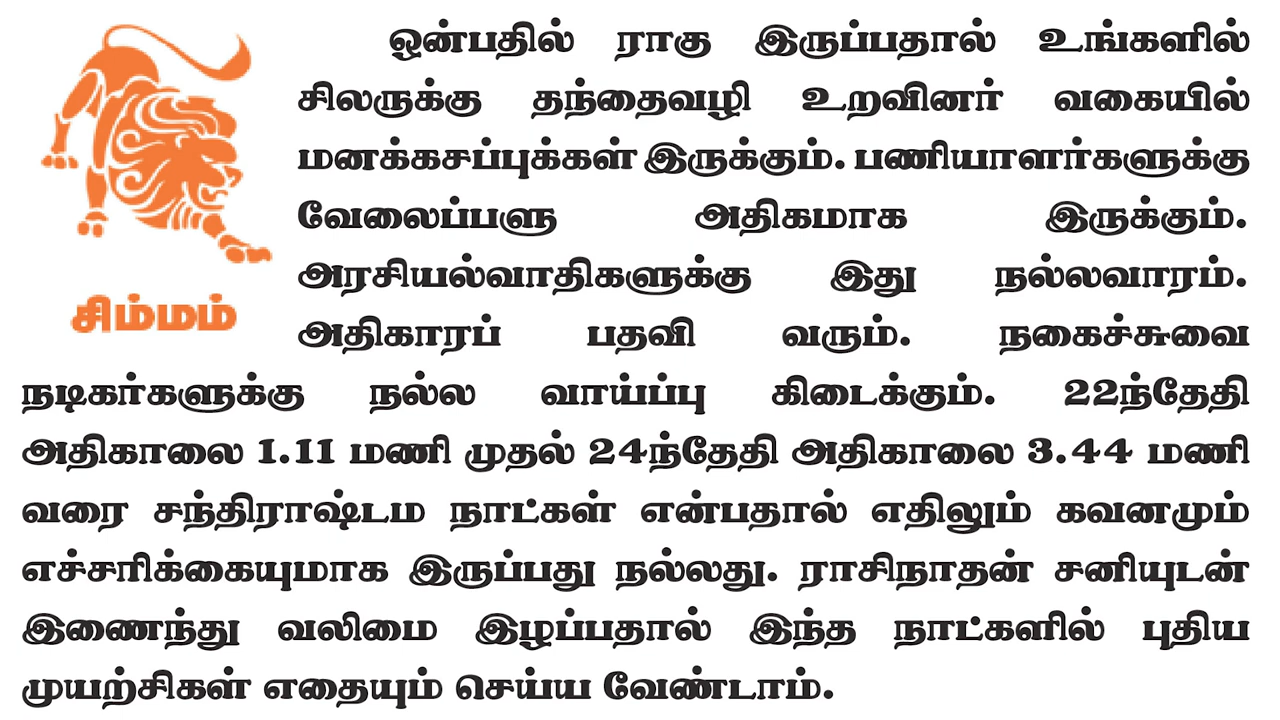 ஒன்பதில் ராகு இருப்பதால் உங்களில்
சிலருக்கு தந்தைவழி உறவினர் வகையில்
மனக்கசப்புக்கள் இருக்கும். பணியாளர்களுக்கு
வேலைப்பளு அதிகமாக இருக்கும்.
அரசியல்வாதிகளுக்கு இது நல்லவாரம்.
சிம்மம்
அதிகாரப் பதவி வரும். நகைச்சுவை
நடிகர்களுக்கு நல்ல வாய்ப்பு கிடைக்கும். 22ந்தேதி
அதிகாலை 1.11 மணி முதல் 24ந்தேதி அதிகாலை 3.44 மணி
வரை சந்திராஷ்டம நாட்கள் என்பதால் எதிலும் கவனமும்
எச்சரிக்கையுமாக இருப்பது நல்லது. ராசிநாதன் சனியுடன்
இணைந்து வலிமை இழப்பதால் இந்த நாட்களில் புதிய
முயற்சிகள் எதையும் செய்ய வேண்டாம்.